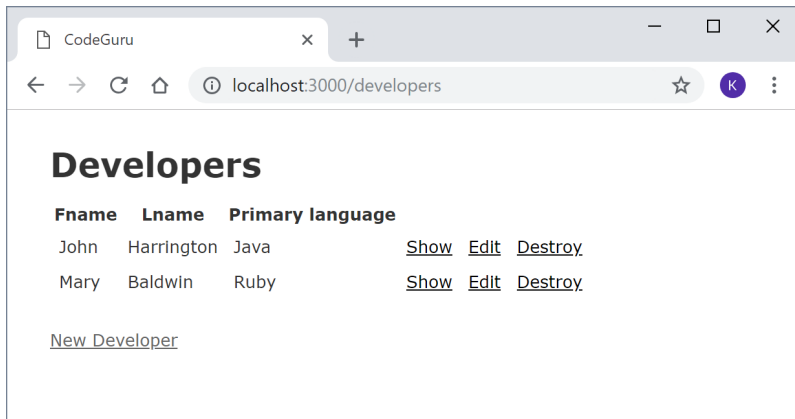 CodeGuru
localhost:3000/developers
K
Developers
Fname Lname Primary language
John Harrington Java Show Edit Destroy
Mary Baldwin Ruby Show Edit Destroy
New Developer